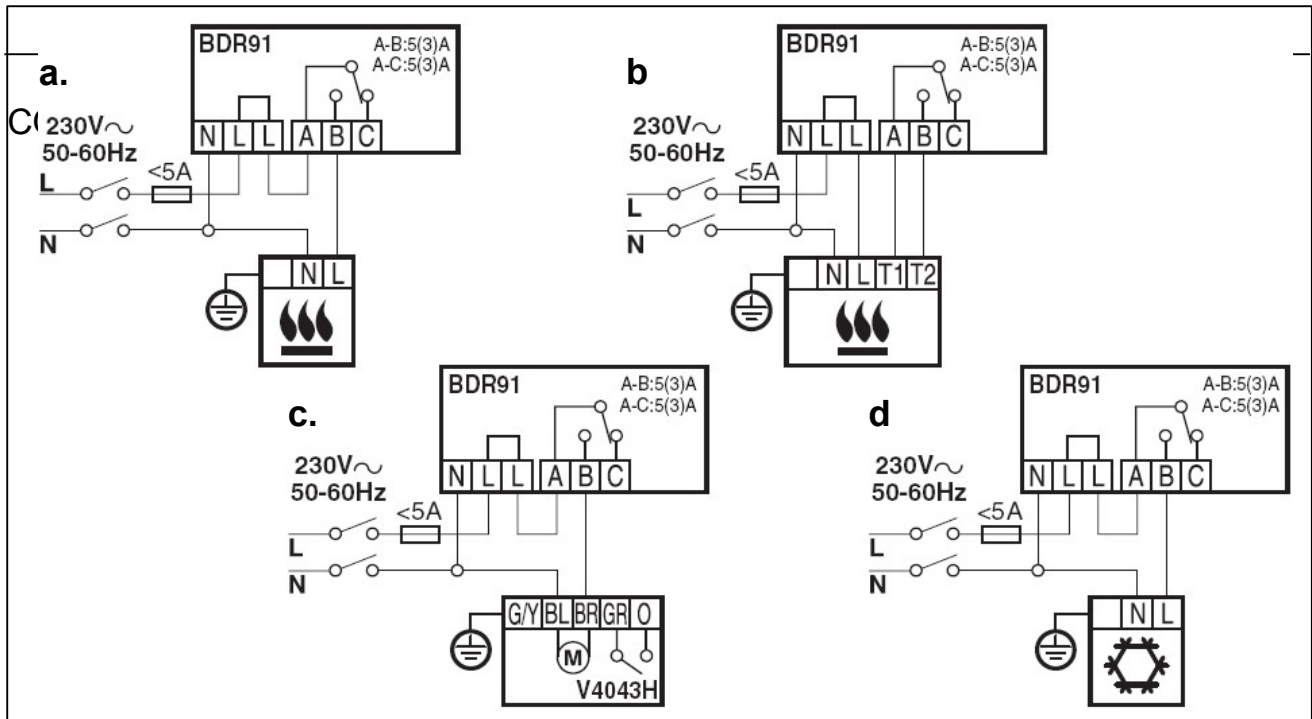 a.
BDR91
A-B:5(3)A
A-C:5(3)A
N L L A B C
230V~
50-60Hz
<5A
L
N
N L
b
BDR91
A-B:5(3)A
A-C:5(3)A
N L L A B C
230V~
50-60Hz
<5A
L
N
N L T1 T2
c.
BDR91
A-B:5(3)A
A-C:5(3)A
N L L A B C
230V~
50-60Hz
<5A
L
N
G/Y BL BR GR O
M
V4043H
d
BDR91
A-B:5(3)A
A-C:5(3)A
N L L A B C
230V~
50-60Hz
<5A
L
N
N L